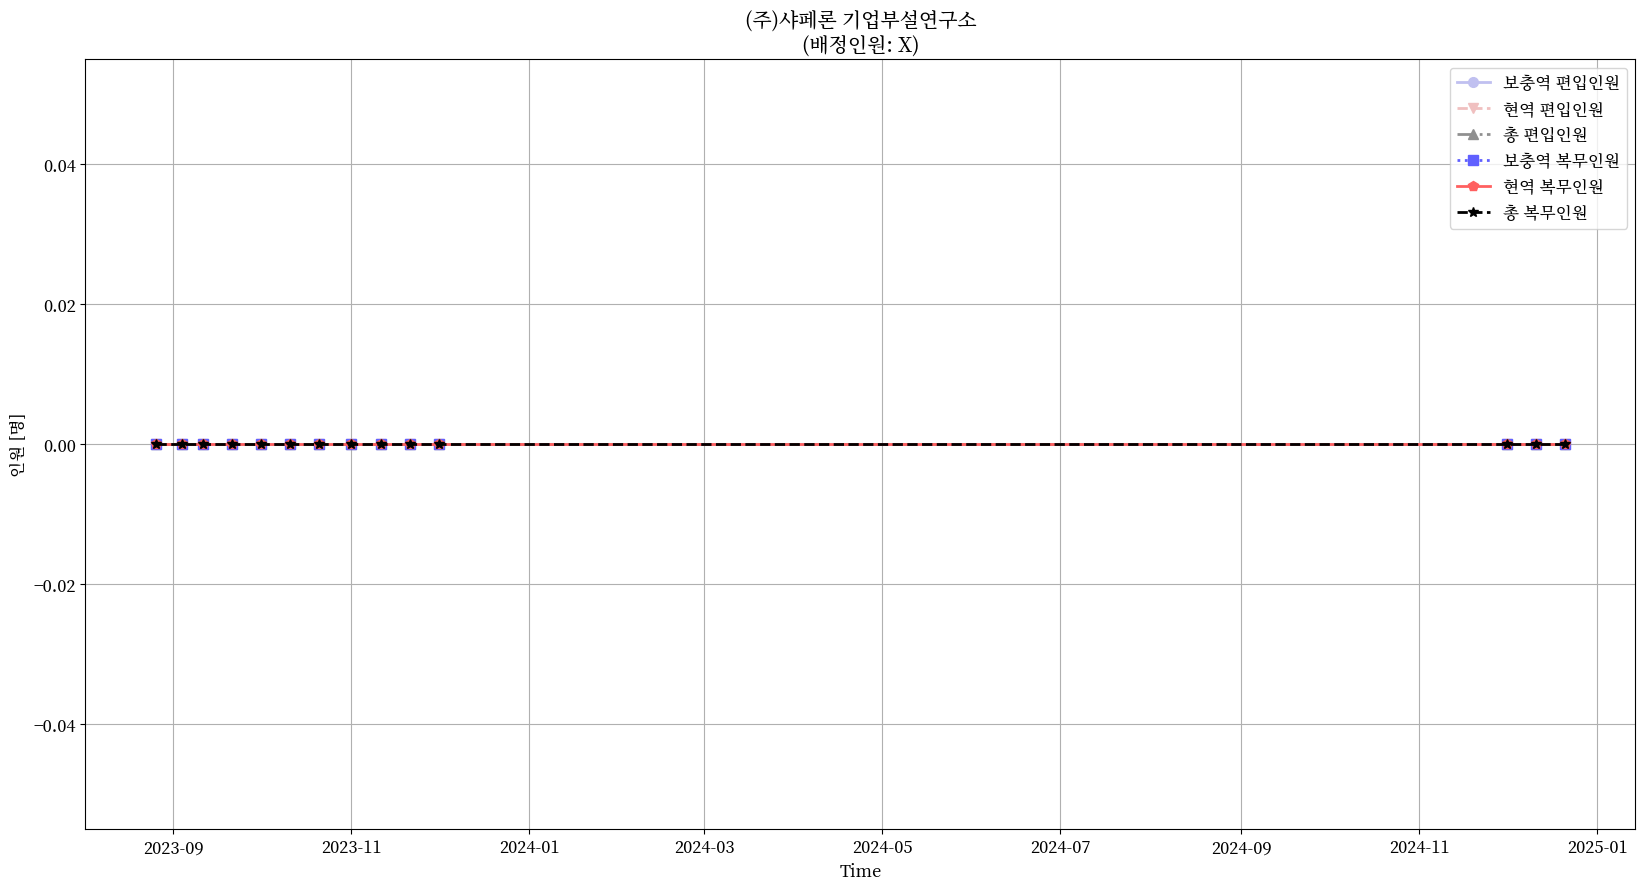 (주)샤페론 기업부설연구소
(배정인원: X)
보충역 편입인원
현역 편입인원
총 편입인원
보충역 복무인원
현역 복무인원
총 복무인원
인원 [명]
0.04
0.02
0.00
−0.02
−0.04
2023-09
2023-11
2024-01
2024-03
2024-05
2024-07
2024-09
2024-11
2025-01
Time